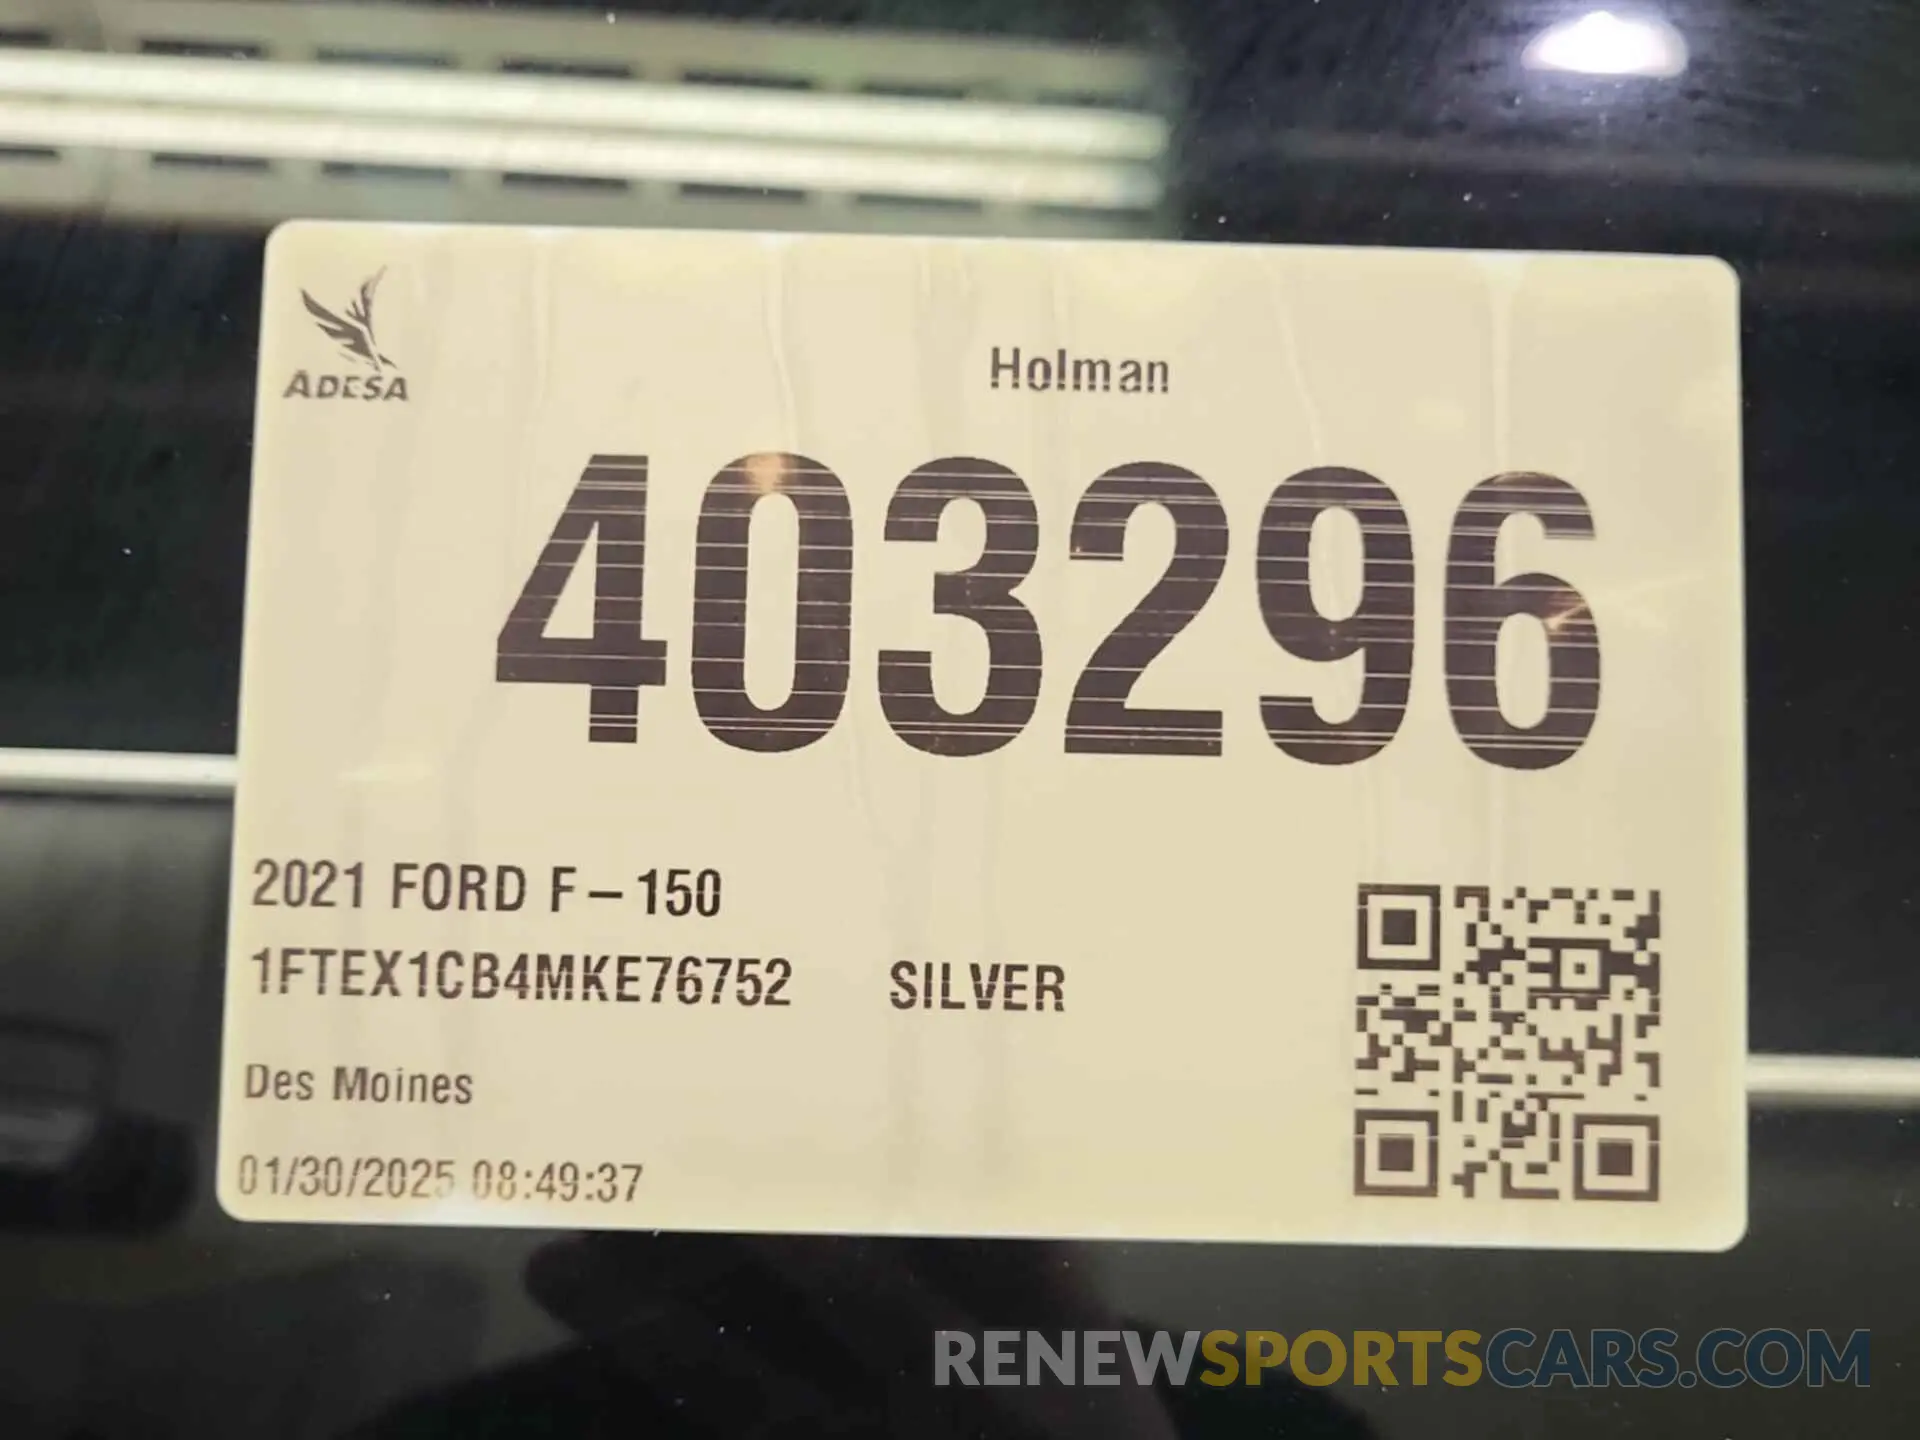 ADESA
Holman
403296
2021 FORD F-150
1FTEX1CB4MKE76752 SILVER
Des Moines
01/30/2025 08:49:37
RENEWSPORTSCARS.COM